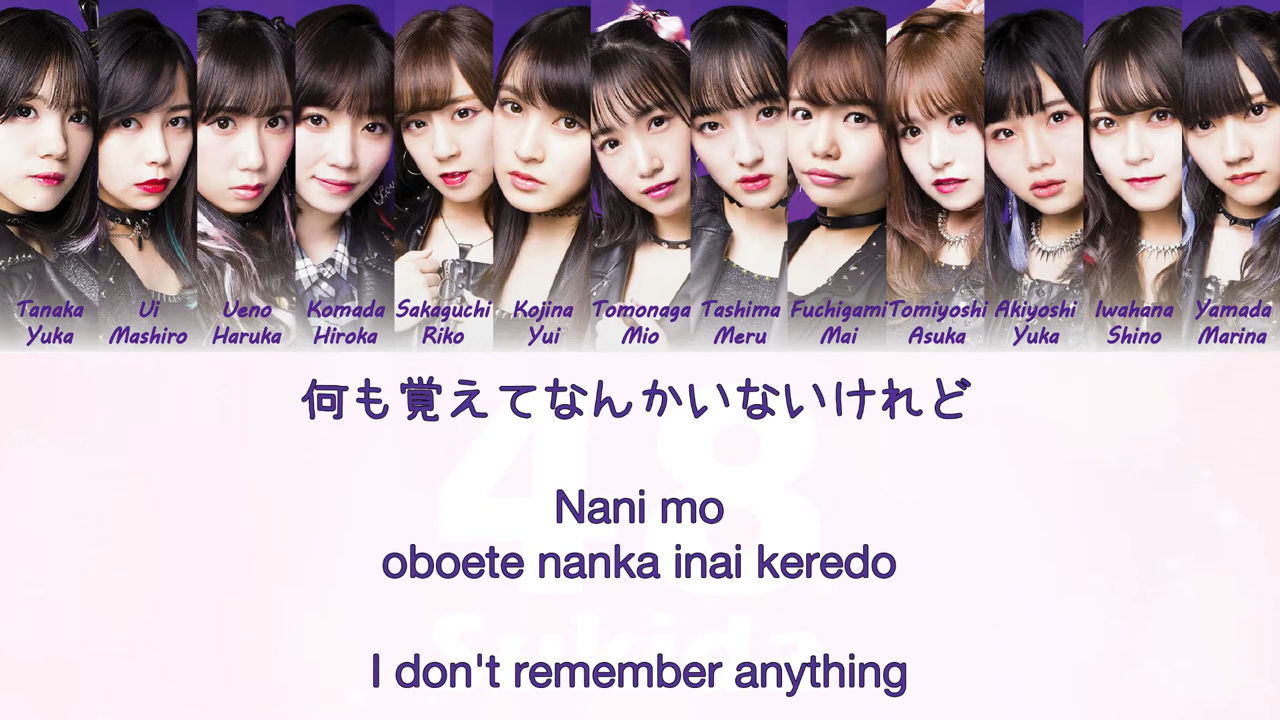 Tanaka Yuka
Ui Mashiro
Ueno Haruka
Komada Hiroka
Sakaguchi Riko
Kojina Yui
Tomonaga Mio
Tashima Meru
Fuchigami Mai
Tomiyoshi Asuka
Akiyoshi Yuka
Iwahana Shino
Yamada Marina
何も覚えてなんかいないけれど
48
Nani mo
oboete nanka inai keredo
Sukida
I don't remember anything